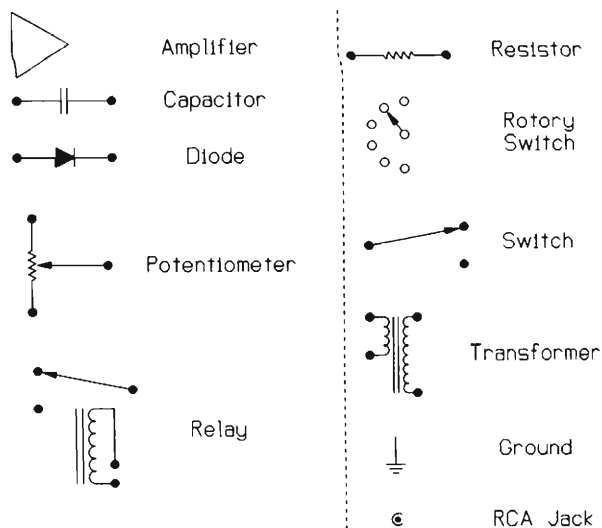 Amplifier
Capacitor
Diode
Potentiometer
Relay
Resistor
Rotory
Switch
Switch
Transformer
Ground
RCA Jack